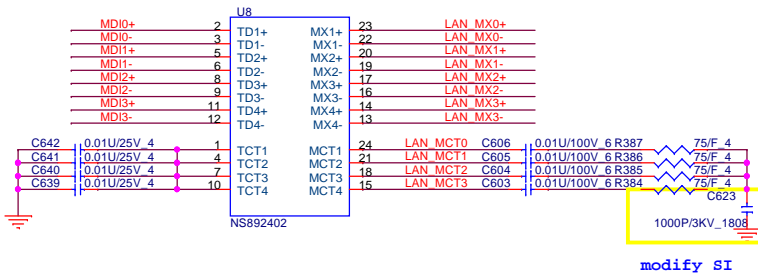 U8
MDI0+ 2 TD1+ MX1+ 23 LAN_MX0+
MDI0- 3 TD1- MX1- 22 LAN_MX0-
MDI1+ 5 TD2+ MX2+ 20 LAN_MX1+
MDI1- 6 TD2- MX2- 19 LAN_MX1-
MDI2+ 8 TD3+ MX3+ 17 LAN_MX2+
MDI2- 9 TD3- MX3- 16 LAN_MX2-
MDI3+ 11 TD4+ MX4+ 14 LAN_MX3+
MDI3- 12 TD4- MX4- 13 LAN_MX3-
C642 0.01U/25V_4 1 TCT1 MCT1 24 LAN_MCT0 C606 0.01U/100V_6 R387 75/F_4
C641 0.01U/25V_4 4 TCT2 MCT2 21 LAN_MCT1 C605 0.01U/100V_6 R386 75/F_4
C640 0.01U/25V_4 7 TCT3 MCT3 18 LAN_MCT2 C604 0.01U/100V_6 R385 75/F_4
C639 0.01U/25V_4 10 TCT4 MCT4 15 LAN_MCT3 C603 0.01U/100V_6 R384 75/F_4
C623
NS892402
1000P/3KV_1808
modify SI